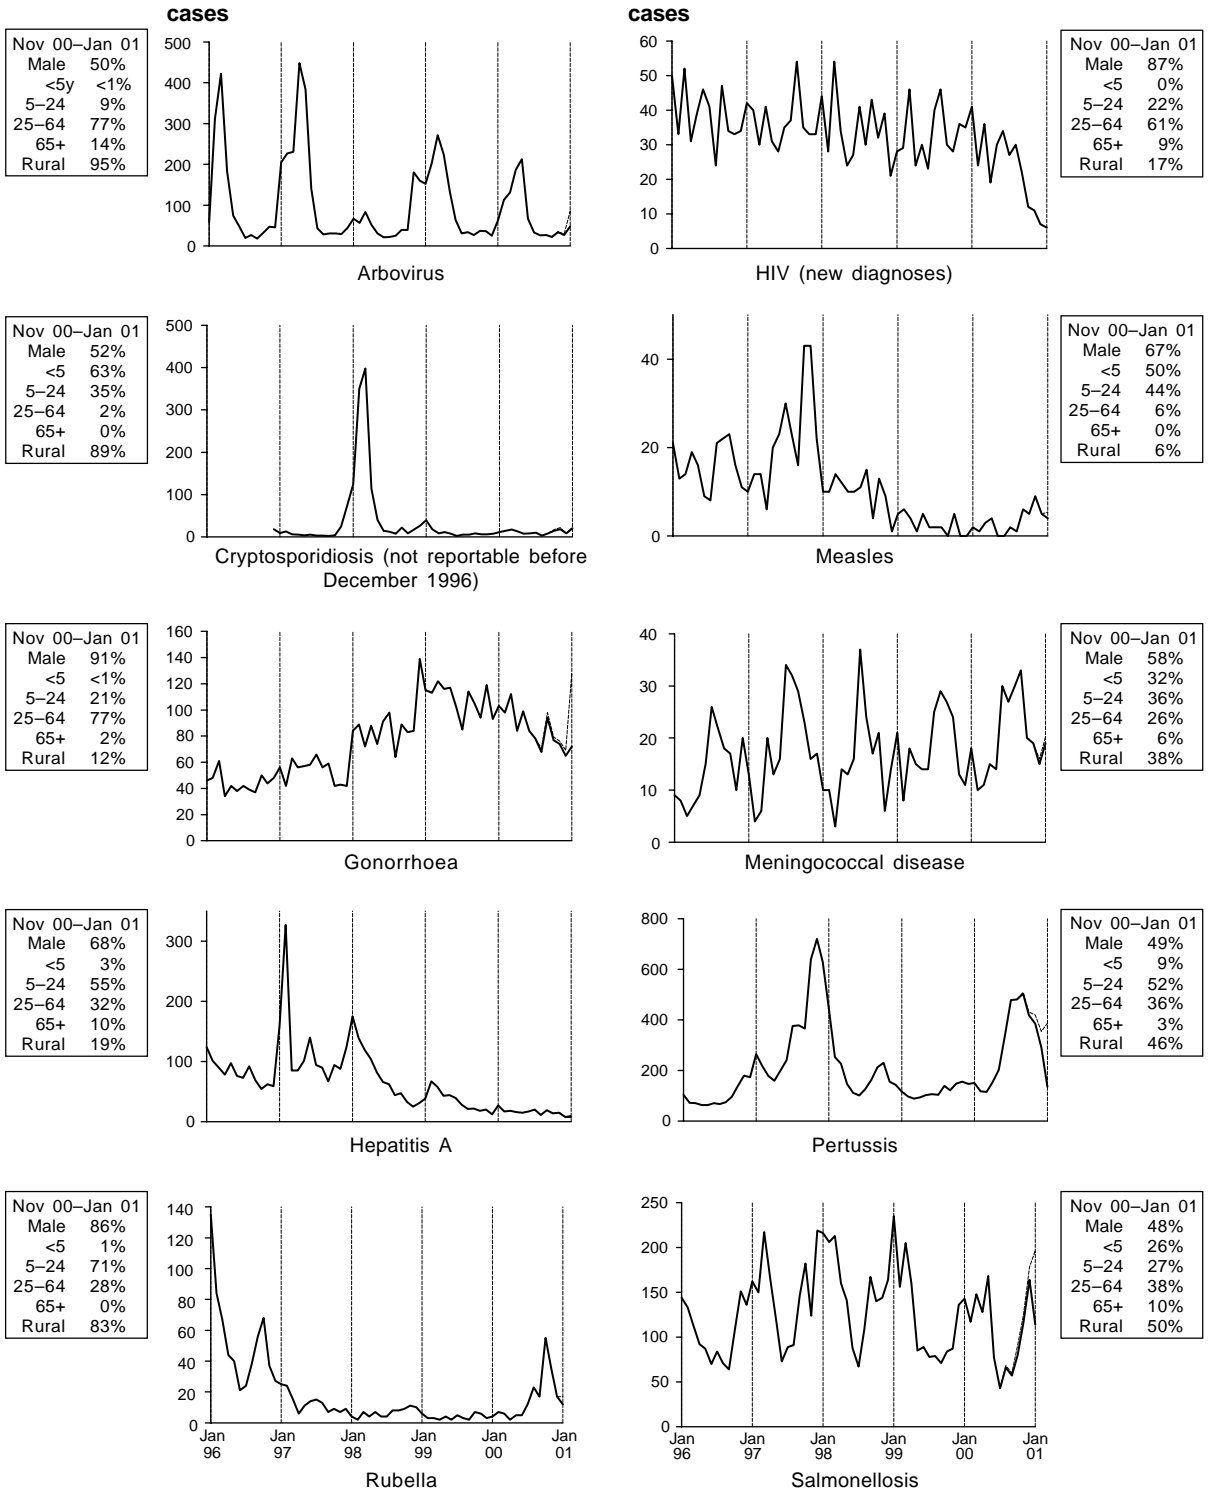 cases
Nov 00–Jan 01
Male 50%
<5y <1%
5–24 9%
25–64 77%
65+ 14%
Rural 95%
500
400
300
200
100
0
Arbovirus
cases
60
50
40
30
20
10
0
HIV (new diagnoses)
Nov 00–Jan 01
Male 87%
<5 0%
5–24 22%
25–64 61%
65+ 9%
Rural 17%
Nov 00–Jan 01
Male 52%
<5 63%
5–24 35%
25–64 2%
65+ 0%
Rural 89%
500
400
300
200
100
0
Cryptosporidiosis (not reportable before
December 1996)
40
20
0
Measles
Nov 00–Jan 01
Male 67%
<5 50%
5–24 44%
25–64 6%
65+ 0%
Rural 6%
Nov 00–Jan 01
Male 91%
<5 <1%
5–24 21%
25–64 77%
65+ 2%
Rural 12%
160
140
120
100
80
60
40
20
0
Gonorrhoea
40
30
20
10
0
Meningococcal disease
Nov 00–Jan 01
Male 58%
<5 32%
5–24 36%
25–64 26%
65+ 6%
Rural 38%
Nov 00–Jan 01
Male 68%
<5 3%
5–24 55%
25–64 32%
65+ 10%
Rural 19%
300
200
100
0
Hepatitis A
800
600
400
200
0
Pertussis
Nov 00–Jan 01
Male 49%
<5 9%
5–24 52%
25–64 36%
65+ 3%
Rural 46%
Nov 00–Jan 01
Male 86%
<5 1%
5–24 71%
25–64 28%
65+ 0%
Rural 83%
140
120
100
80
60
40
20
0
Jan Jan Jan Jan Jan Jan
96 97 98 99 00 01
Rubella
250
200
150
100
50
0
Jan Jan Jan Jan Jan Jan
96 97 98 99 00 01
Salmonellosis
Nov 00–Jan 01
Male 48%
<5 26%
5–24 27%
25–64 38%
65+ 10%
Rural 50%